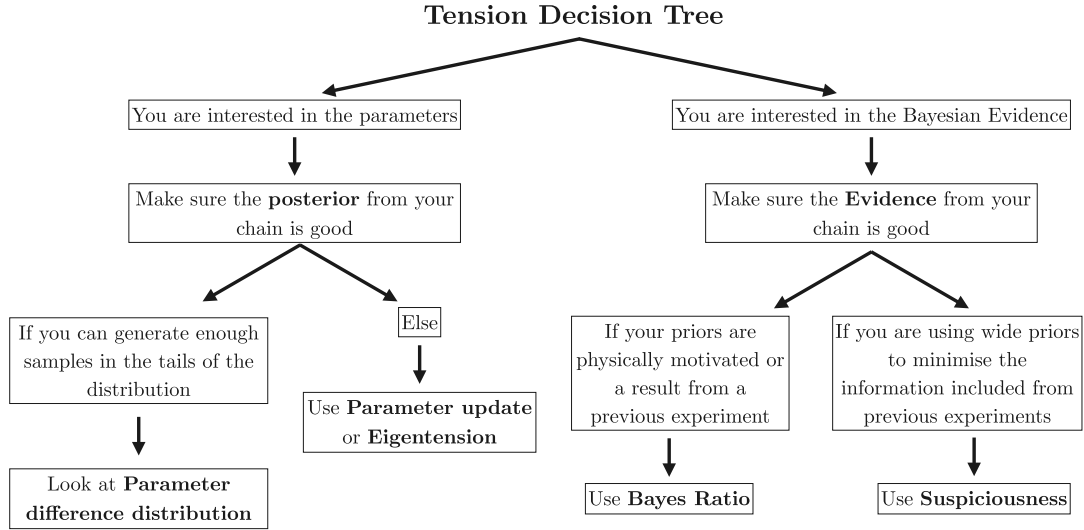 Tension Decision Tree
You are interested in the parameters
You are interested in the Bayesian Evidence
Make sure the posterior from your
chain is good
Make sure the Evidence from your
chain is good
If you can generate enough
samples in the tails of the
distribution
Else
If your priors are
physically motivated or
a result from a
previous experiment
If you are using wide priors
to minimise the
information included from
previous experiments
Use Parameter update
or Eigentension
Look at Parameter
difference distribution
Use Bayes Ratio
Use Suspiciousness